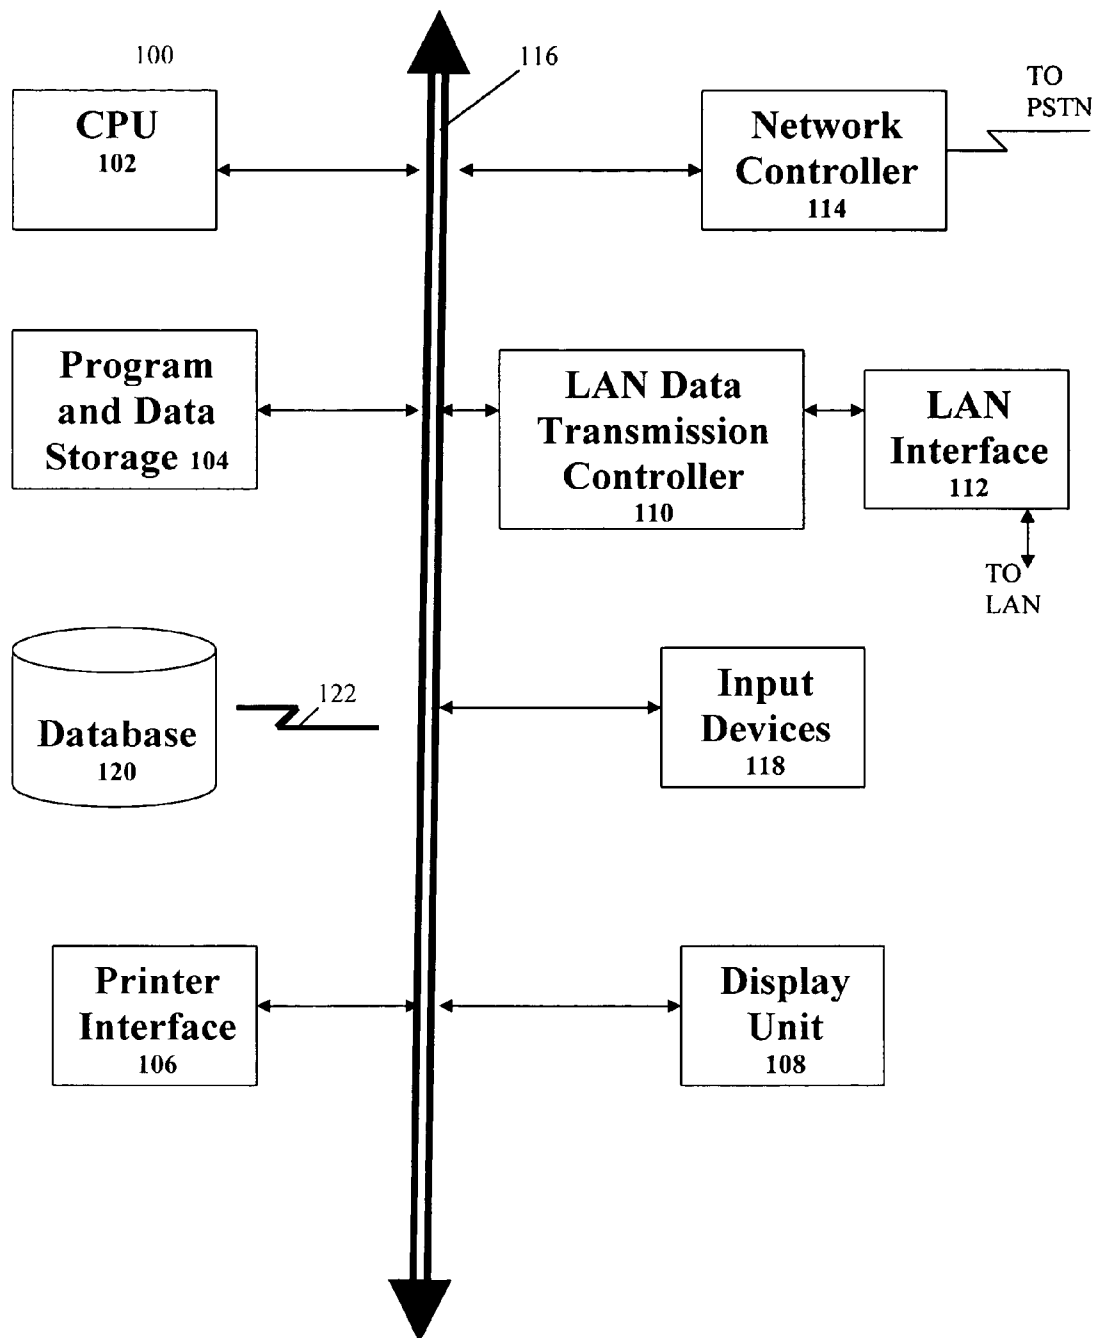 100
116
TO
PSTN
CPU
102
Network
Controller
114
Program
and Data
Storage 104
LAN Data
Transmission
Controller
110
LAN
Interface
112
TO
LAN
Database
120
122
Input
Devices
118
Printer
Interface
106
Display
Unit
108